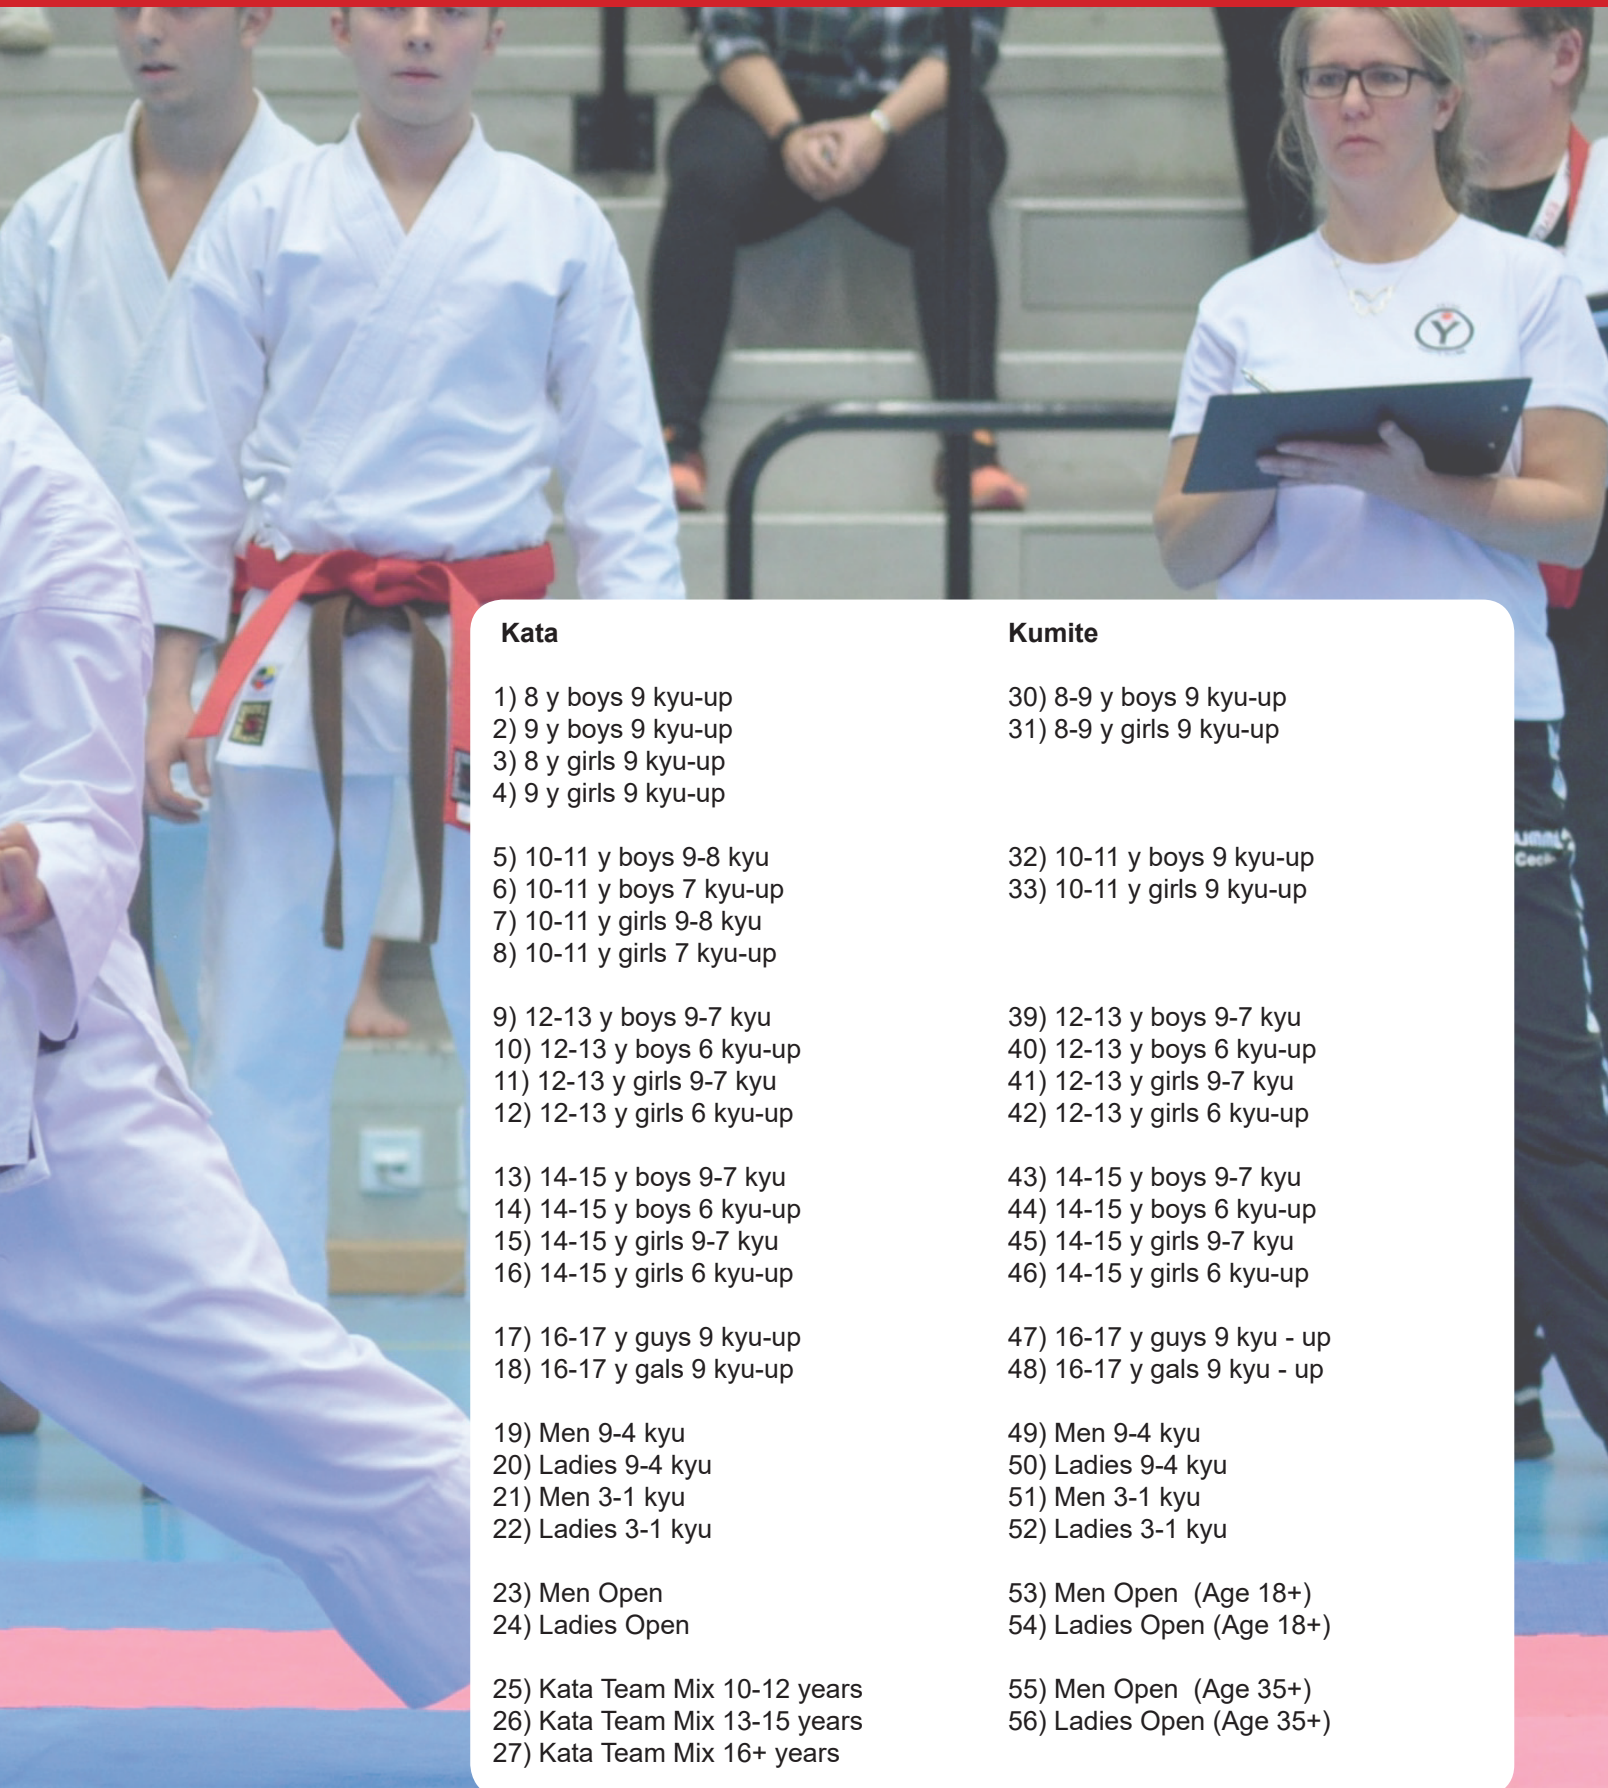 Kata
1) 8 y boys 9 kyu-up
2) 9 y boys 9 kyu-up
3) 8 y girls 9 kyu-up
4) 9 y girls 9 kyu-up
5) 10-11 y boys 9-8 kyu
6) 10-11 y boys 7 kyu-up
7) 10-11 y girls 9-8 kyu
8) 10-11 y girls 7 kyu-up
9) 12-13 y boys 9-7 kyu
10) 12-13 y boys 6 kyu-up
11) 12-13 y girls 9-7 kyu
12) 12-13 y girls 6 kyu-up
13) 14-15 y boys 9-7 kyu
14) 14-15 y boys 6 kyu-up
15) 14-15 y girls 9-7 kyu
16) 14-15 y girls 6 kyu-up
17) 16-17 y guys 9 kyu-up
18) 16-17 y gals 9 kyu-up
19) Men 9-4 kyu
20) Ladies 9-4 kyu
21) Men 3-1 kyu
22) Ladies 3-1 kyu
23) Men Open
24) Ladies Open
25) Kata Team Mix 10-12 years
26) Kata Team Mix 13-15 years
27) Kata Team Mix 16+ years
Kumite
30) 8-9 y boys 9 kyu-up
31) 8-9 y girls 9 kyu-up
32) 10-11 y boys 9 kyu-up
33) 10-11 y girls 9 kyu-up
39) 12-13 y boys 9-7 kyu
40) 12-13 y boys 6 kyu-up
41) 12-13 y girls 9-7 kyu
42) 12-13 y girls 6 kyu-up
43) 14-15 y boys 9-7 kyu
44) 14-15 y boys 6 kyu-up
45) 14-15 y girls 9-7 kyu
46) 14-15 y girls 6 kyu-up
47) 16-17 y guys 9 kyu - up
48) 16-17 y gals 9 kyu - up
49) Men 9-4 kyu
50) Ladies 9-4 kyu
51) Men 3-1 kyu
52) Ladies 3-1 kyu
53) Men Open  (Age 18+)
54) Ladies Open (Age 18+)
55) Men Open  (Age 35+)
56) Ladies Open (Age 35+)
Y